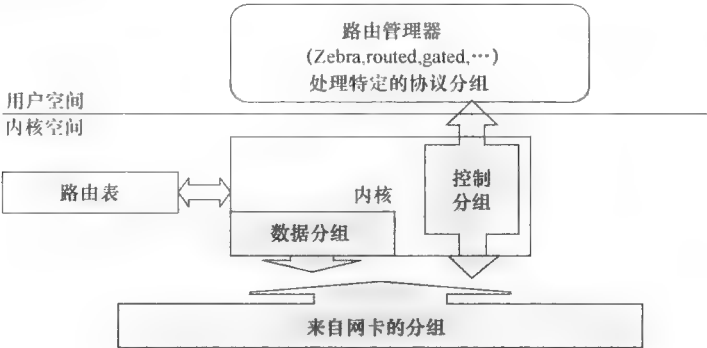 路由管理器
(Zebra,routed,gated,…)
处理特定的协议分组
用户空间
内核空间
路由表
内核
控制
分组
数据分组
来自网卡的分组